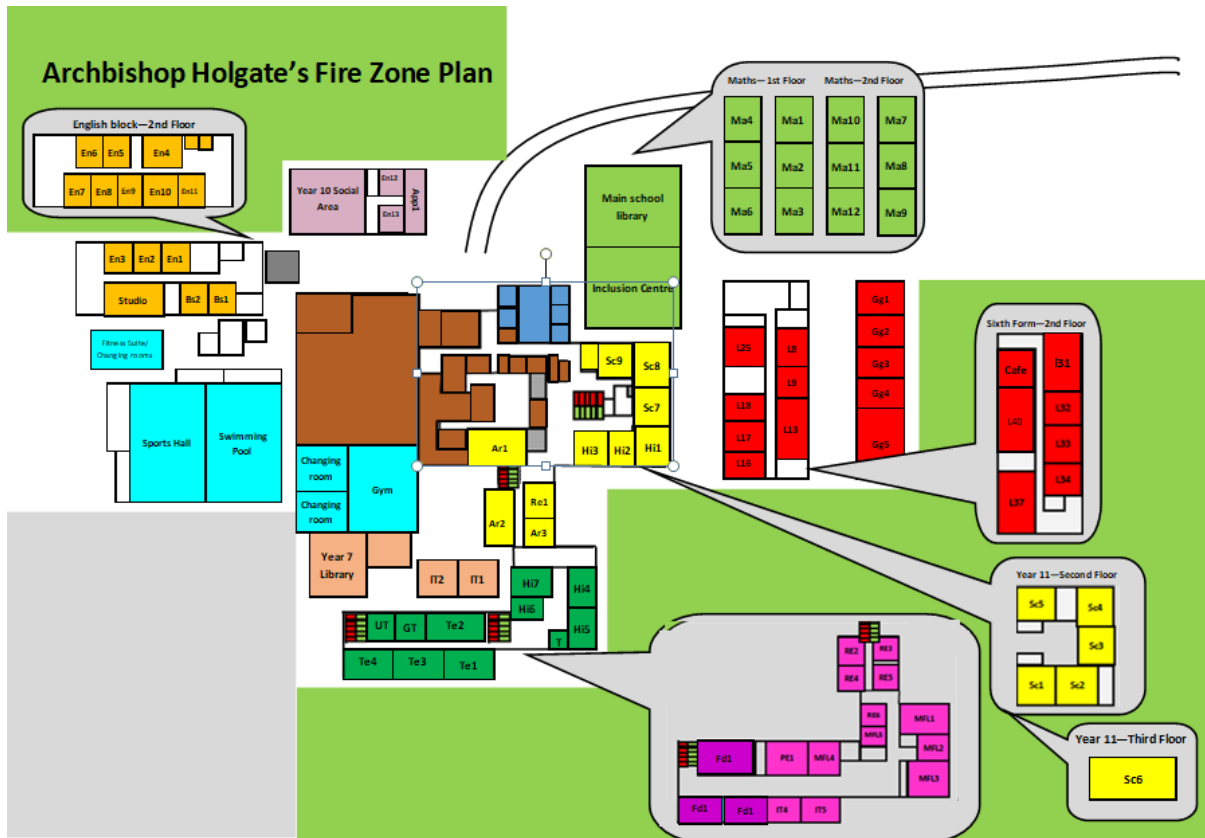 Archbishop Holgate's Fire Zone Plan
English block—2nd Floor
En6
En5
En4
En7
En8
En9
En10
En11
Year 10 Social
Area
En12
En13
App1
Maths—1st Floor
Maths—2nd Floor
Ma4
Ma1
Ma10
Ma7
Ma5
Ma2
Ma11
Ma8
Ma6
Ma3
Ma12
Ma9
Main school
library
Inclusion Centre
En3
En2
En1
Studio
Bs2
Bs1
Fitness Suite/
Changing rooms
Sports Hall
Swimming
Pool
Changing
room
Changing
room
Gym
Sc9
Sc8
Sc7
Hi3
Hi2
Hi1
Ar1
Ar2
Re1
Ar3
L25
L8
L9
L18
L17
L13
L16
Gg1
Gg2
Gg3
Gg4
Gg5
Sixth Form—2nd Floor
Cafe
l31
L40
L32
L33
L34
L37
Year 7
Library
IT2
IT1
Hi7
Hi4
Hi6
Hi5
T
UT
GT
Te2
Te4
Te3
Te1
Year 11—Second Floor
Sc5
Sc4
Sc3
Sc1
Sc2
Year 11—Third Floor
Sc6
RE2
RE3
RE4
RE5
RE6
MFL5
MFL1
MFL2
MFL3
Fd1
PE1
MFL4
Fd1
Fd1
IT4
IT5